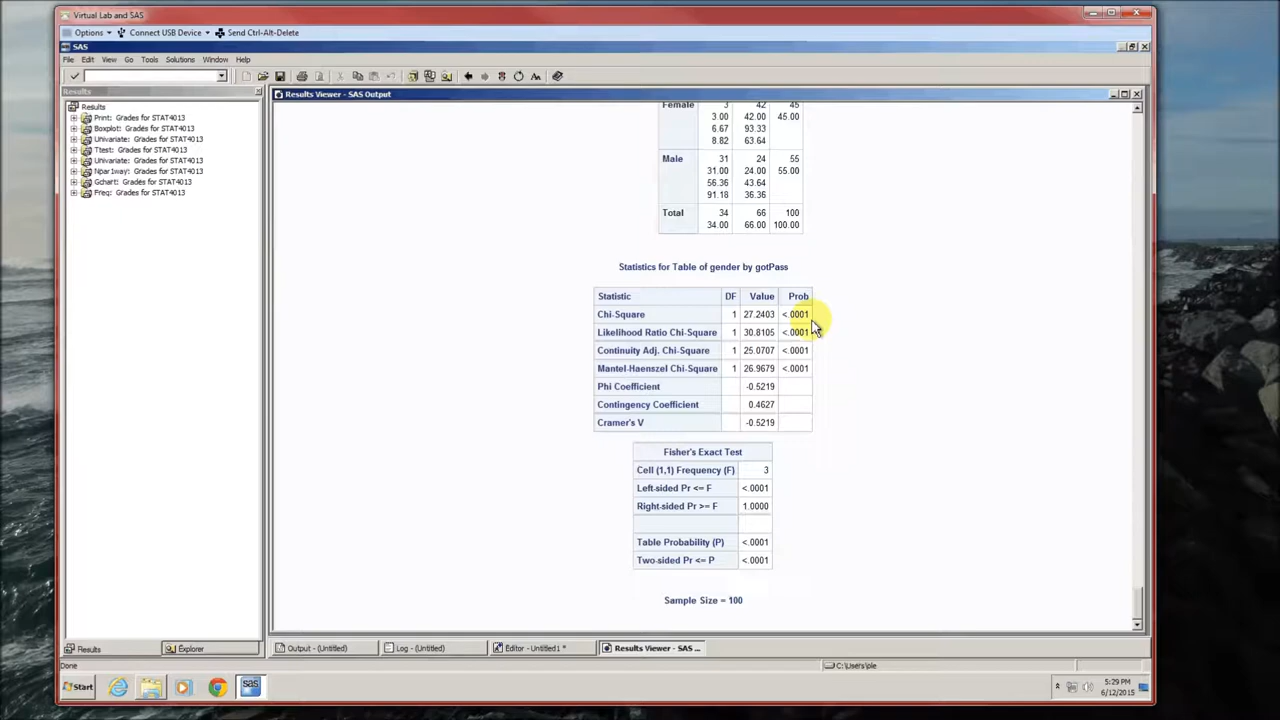 Virtual Lab and SAS
Options Connect USB Device Send Ctrl-Alt-Delete
SAS
File Edit View Go Tools Solutions Window Help
Results
Results Viewer - SAS Output
Results
Print: Grades for STAT4013
Boxplot: Grades for STAT4013
Univariate: Grades for STAT4013
Ttest: Grades for STAT4013
Univariate: Grades for STAT4013
Npar1way: Grades for STAT4013
Gchart: Grades for STAT4013
Freq: Grades for STAT4013
Female 3 42 45
3.00 42.00 45.00
6.67 93.33
8.82 63.64
Male 31 24 55
31.00 24.00 55.00
56.36 43.64
91.18 36.36
Total 34 66 100
34.00 66.00 100.00
Statistics for Table of gender by gotPass
Statistic DF Value Prob
Chi-Square 1 27.2403 <.0001
Likelihood Ratio Chi-Square 1 30.8105 <.0001
Continuity Adj. Chi-Square 1 25.0707 <.0001
Mantel-Haenszel Chi-Square 1 26.9679 <.0001
Phi Coefficient -0.5219
Contingency Coefficient 0.4627
Cramer's V -0.5219
Fisher's Exact Test
Cell (1,1) Frequency (F) 3
Left-sided Pr <= F <.0001
Right-sided Pr >= F 1.0000
Table Probability (P) <.0001
Two-sided Pr <= P <.0001
Sample Size = 100
Results Explorer
Output - (Untitled) Log - (Untitled) Editor - Untitled1 * Results Viewer - SAS ...
Done C:\Users\ple
Start sas 5:29 PM
6/12/2015